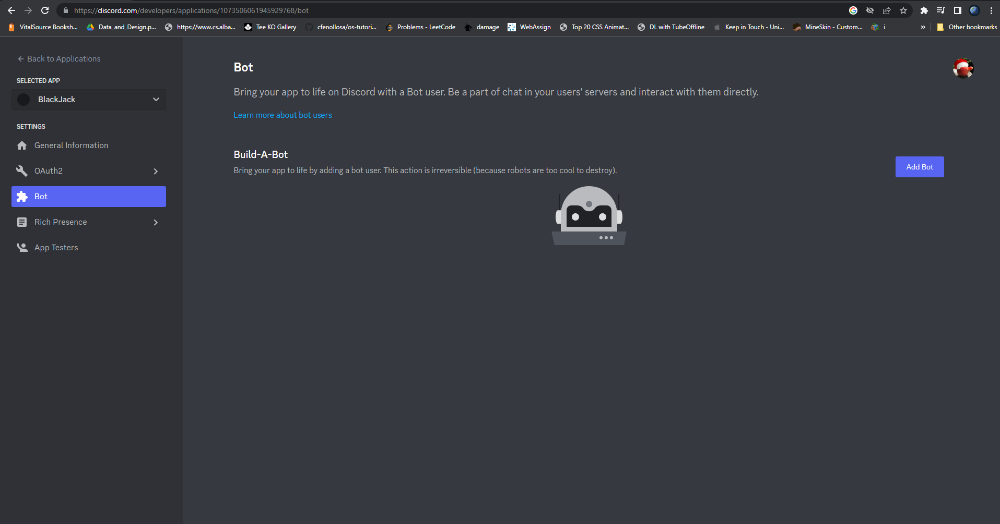 https://discord.com/developers/applications/1073506061945929768/bot
VitalSource Booksh... Data_and_Design.p... https://www.cs.alba... Tee KO Gallery cfenollosa/os-tutori... Problems - LeetCode damage WebAssign Top 20 CSS Animat... DL with TubeOffline Keep in Touch - Uni... MineSkin - Custom... i » Other bookmarks
← Back to Applications
SELECTED APP
BlackJack
SETTINGS
General Information
OAuth2
Bot
Rich Presence
App Testers
Bot
Bring your app to life on Discord with a Bot user. Be a part of chat in your users' servers and interact with them directly.
Learn more about bot users
Build-A-Bot
Bring your app to life by adding a bot user. This action is irreversible (because robots are too cool to destroy).
Add Bot